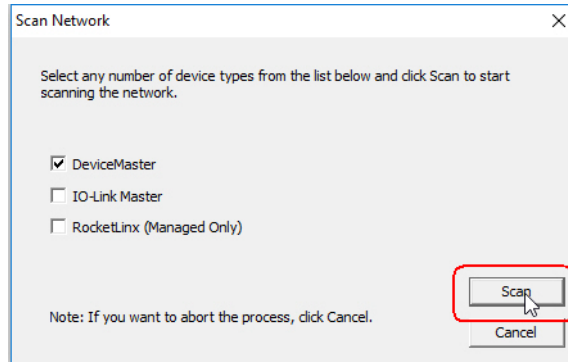 Scan Network
Select any number of device types from the list below and click Scan to start
scanning the network.
DeviceMaster
IO-Link Master
RocketLinx (Managed Only)
Scan
Note: If you want to abort the process, click Cancel.
Cancel